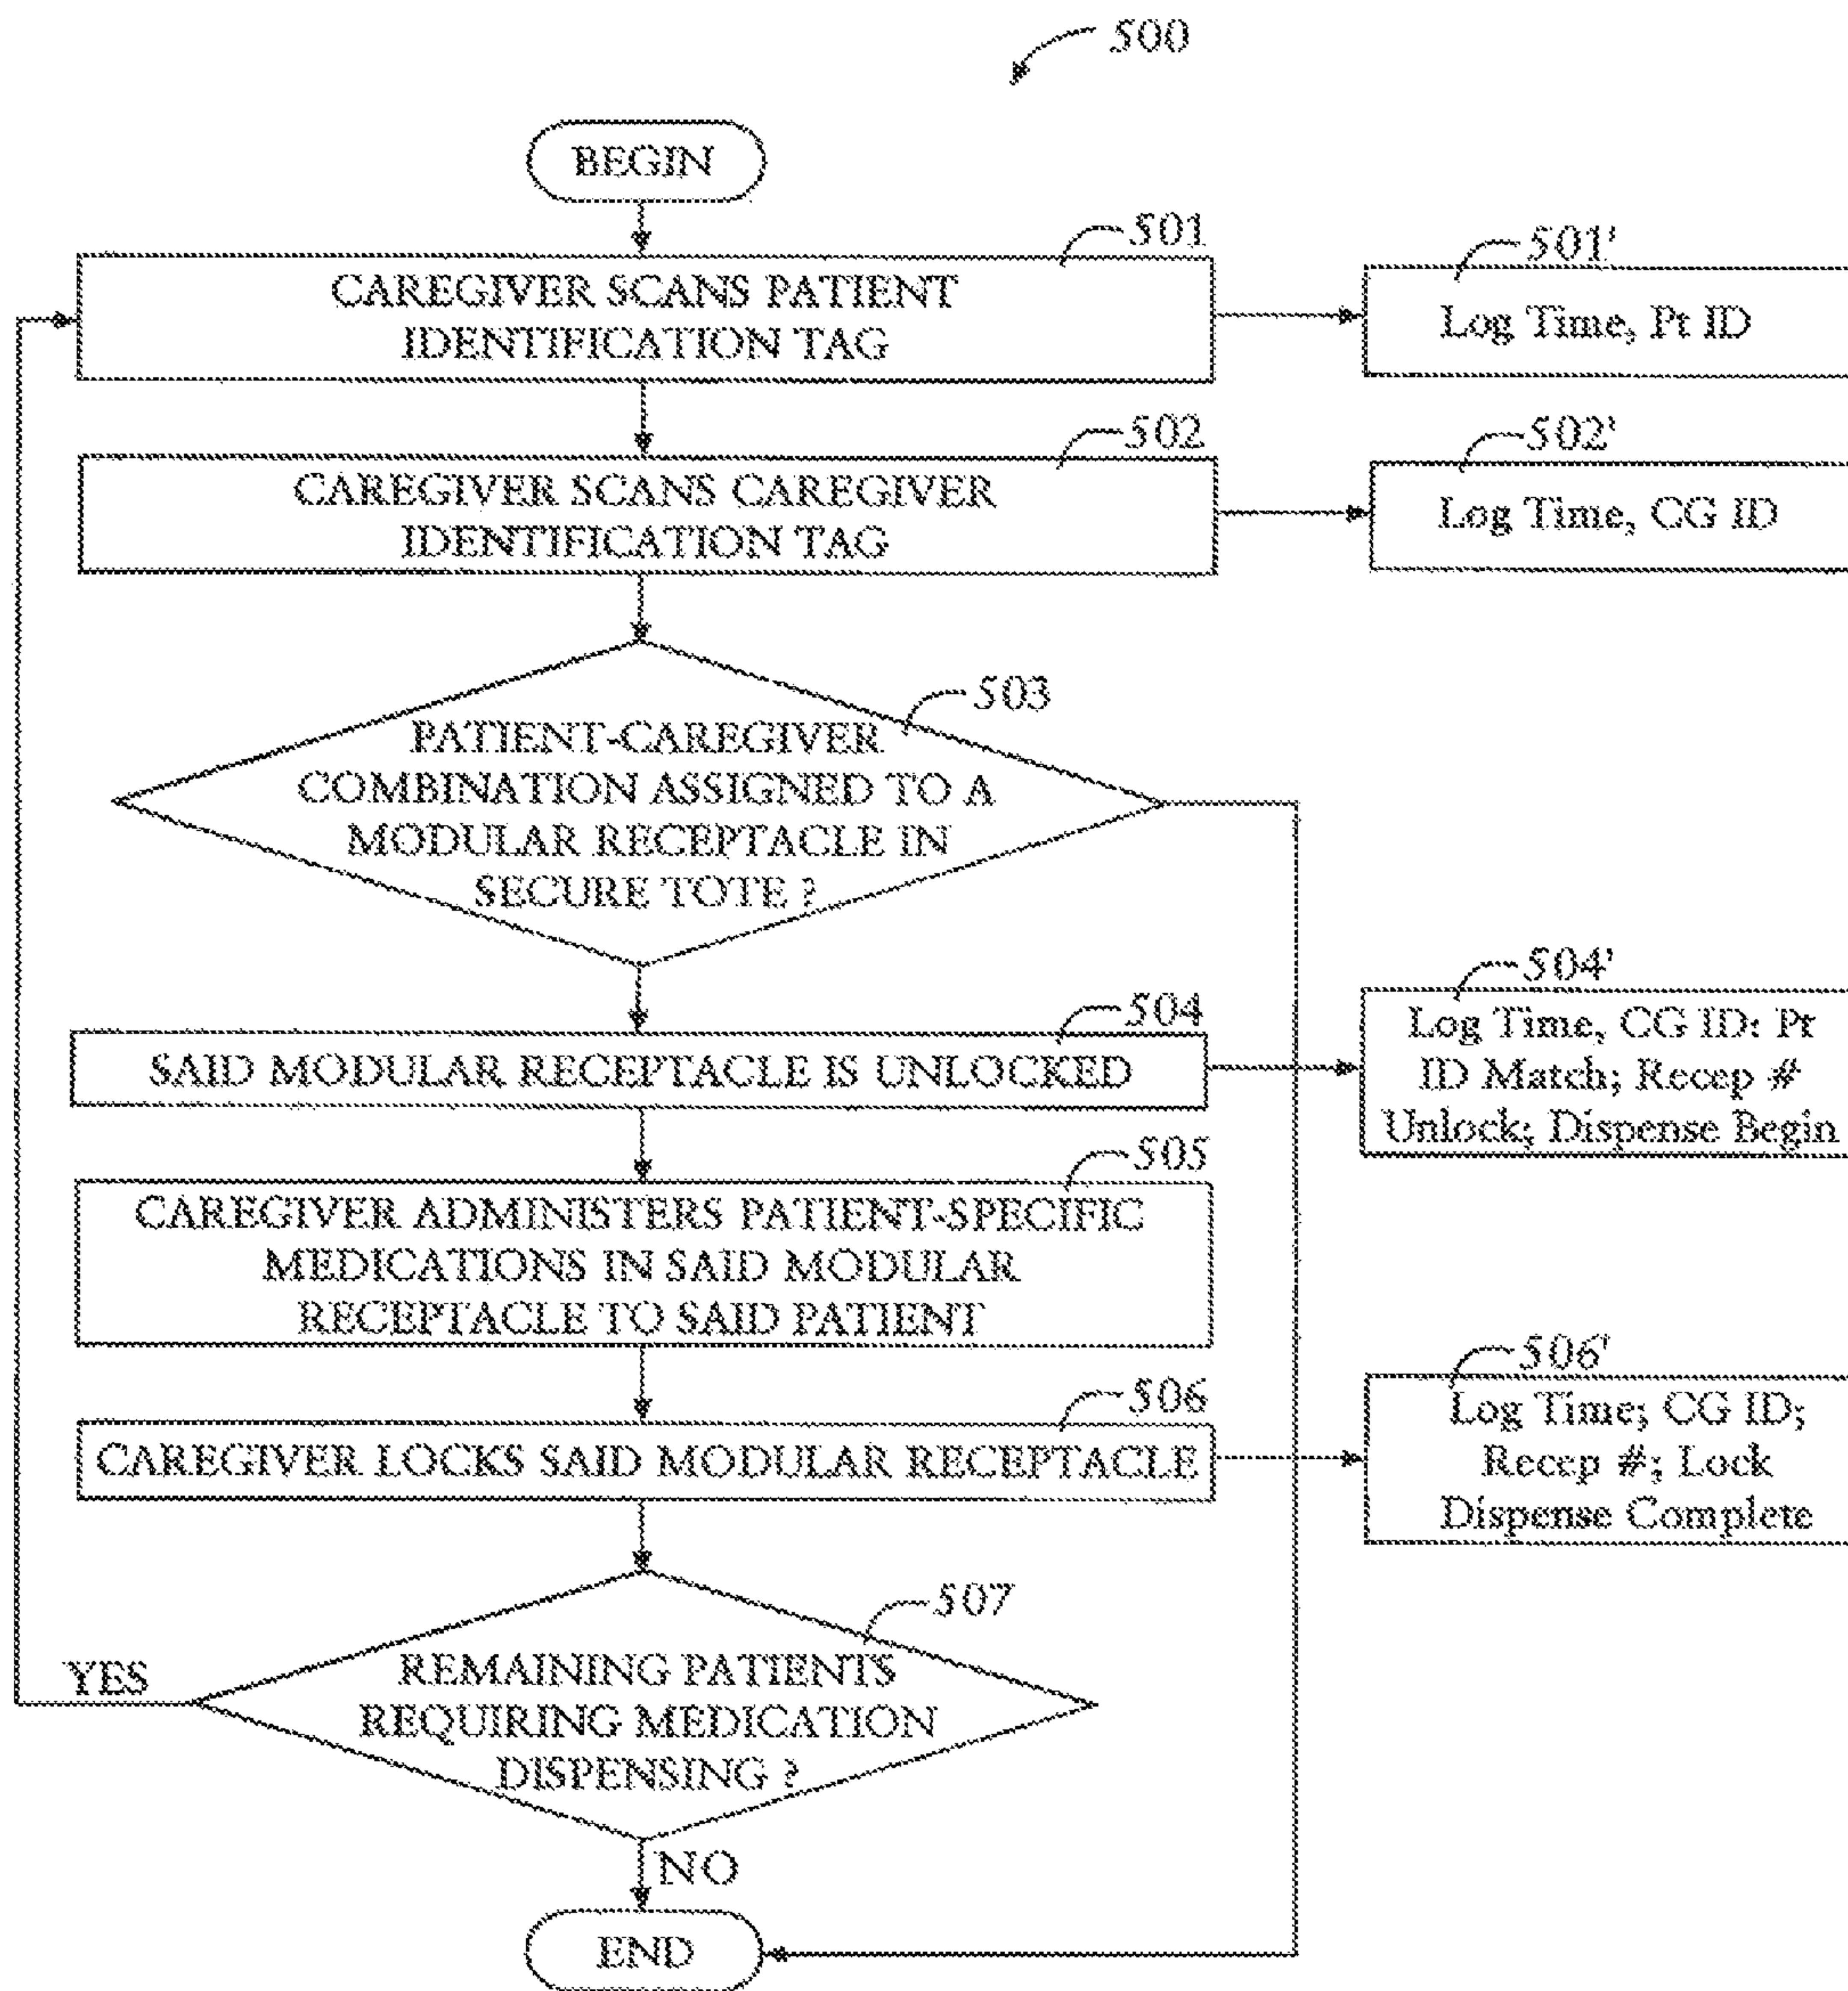 500
BEGIN
501
CAREGIVER SCANS PATIENT
IDENTIFICATION TAG
501'
Log Time, Pt ID
502
CAREGIVER SCANS CAREGIVER
IDENTIFICATION TAG
502'
Log Time, CG ID
503
PATIENT-CAREGIVER
COMBINATION ASSIGNED TO A
MODULAR RECEPTACLE IN
SECURE TOTE ?
504
SAID MODULAR RECEPTACLE IS UNLOCKED
504'
Log Time, CG ID: Pt
ID Match; Recep #
Unlock; Dispense Begin
505
CAREGIVER ADMINISTERS PATIENT-SPECIFIC
MEDICATIONS IN SAID MODULAR
RECEPTACLE TO SAID PATIENT
506
CAREGIVER LOCKS SAID MODULAR RECEPTACLE
506'
Log Time; CG ID;
Recep #; Lock
Dispense Complete
507
REMAINING PATIENTS
REQUIRING MEDICATION
DISPENSING ?
YES
NO
END